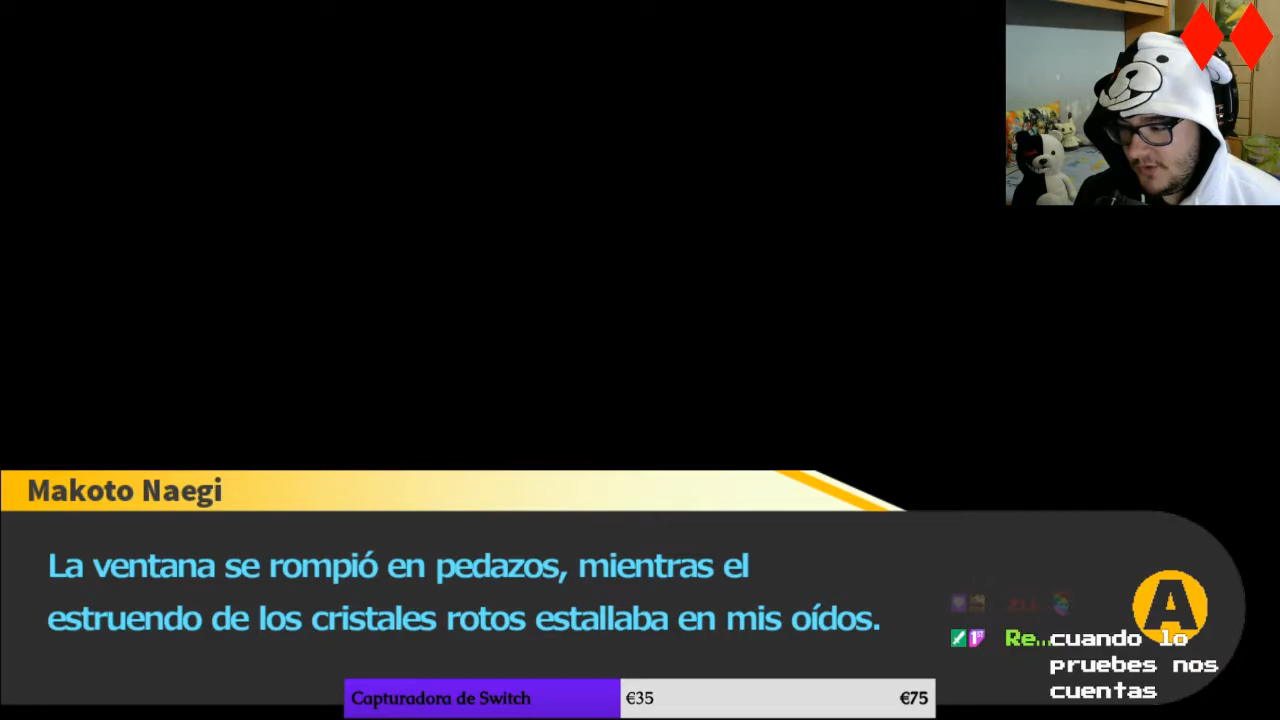 Makoto Naegi
La ventana se rompió en pedazos, mientras el
estruendo de los cristales rotos estallaba en mis oídos.
A
Re...cuando lo
pruebes nos
cuentas
Capturadora de Switch €35 €75